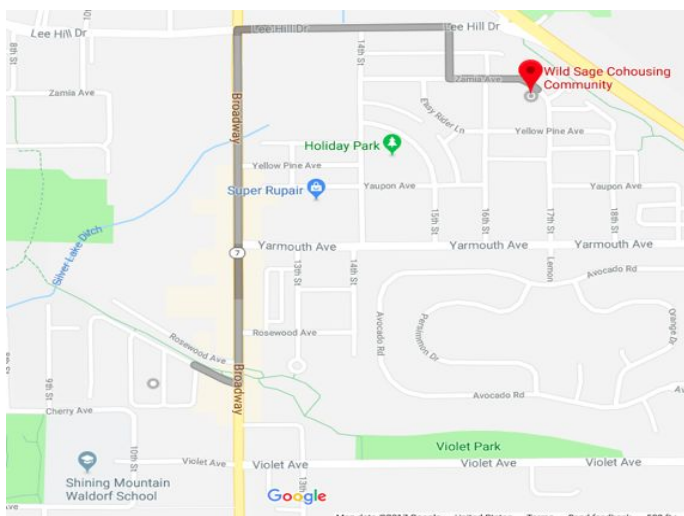 Lee Hill Dr
Lee Hill Dr
Lee Hill Dr
8th St
14th St
Zamia Ave
Zamia Ave
Wild Sage Cohousing
Community
Broadway
Easy Rider Ln
Yellow Pine Ave
Holiday Park
Yellow Pine Ave
Super Rupair
Yaupon Ave
Yaupon Ave
15th St
16th St
17th St
18th St
Silver Lake Ditch
7
Yarmouth Ave
Yarmouth Ave
Yarmouth Ave
13th St
14th St
Lemon
Avocado Rd
Persimmon Dr
Orange Dr
Rosewood Ave
Rosewood Ave
Avocado Rd
Broadway
9th St
Avocado Rd
Cherry Ave
10th St
Violet Park
Violet Ave
Violet Ave
Violet Ave
Violet Ave
Shining Mountain
Waldorf School
13th
Google